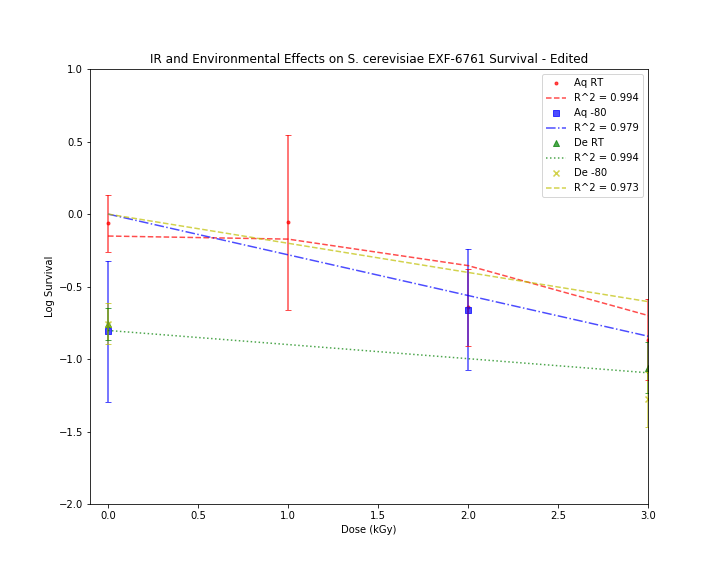 IR and Environmental Effects on S. cerevisiae EXF-6761 Survival - Edited
1.0
0.5
0.0
−0.5
−1.0
−1.5
−2.0
Log Survival
Aq RT
R^2 = 0.994
Aq -80
R^2 = 0.979
De RT
R^2 = 0.994
De -80
R^2 = 0.973
0.0 0.5 1.0 1.5 2.0 2.5 3.0
Dose (kGy)